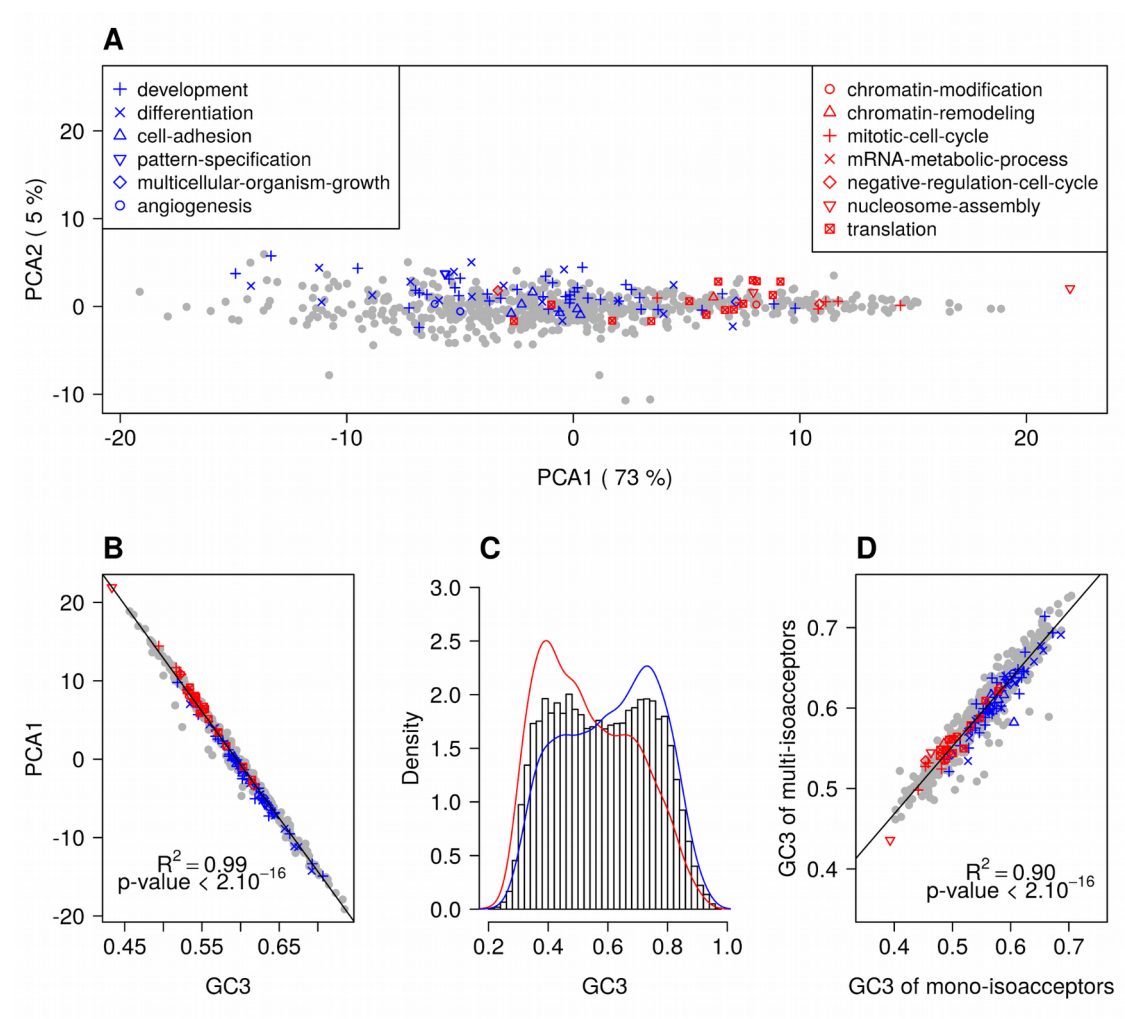 A
development
differentiation
cell-adhesion
pattern-specification
multicellular-organism-growth
angiogenesis
chromatin-modification
chromatin-remodeling
mitotic-cell-cycle
mRNA-metabolic-process
negative-regulation-cell-cycle
nucleosome-assembly
translation
PCA2 ( 5 %)
20
10
0
-10
-20
-10
0
10
20
PCA1 ( 73 %)
B
PCA1
20
10
0
-10
-20
R² = 0.99
p-value < 2.10⁻¹⁶
0.45
0.55
0.65
GC3
C
Density
3.0
2.5
2.0
1.5
1.0
0.5
0.0
0.2
0.4
0.6
0.8
1.0
GC3
D
GC3 of multi-isoacceptors
0.7
0.6
0.5
0.4
R² = 0.90
p-value < 2.10⁻¹⁶
0.4
0.5
0.6
0.7
GC3 of mono-isoacceptors